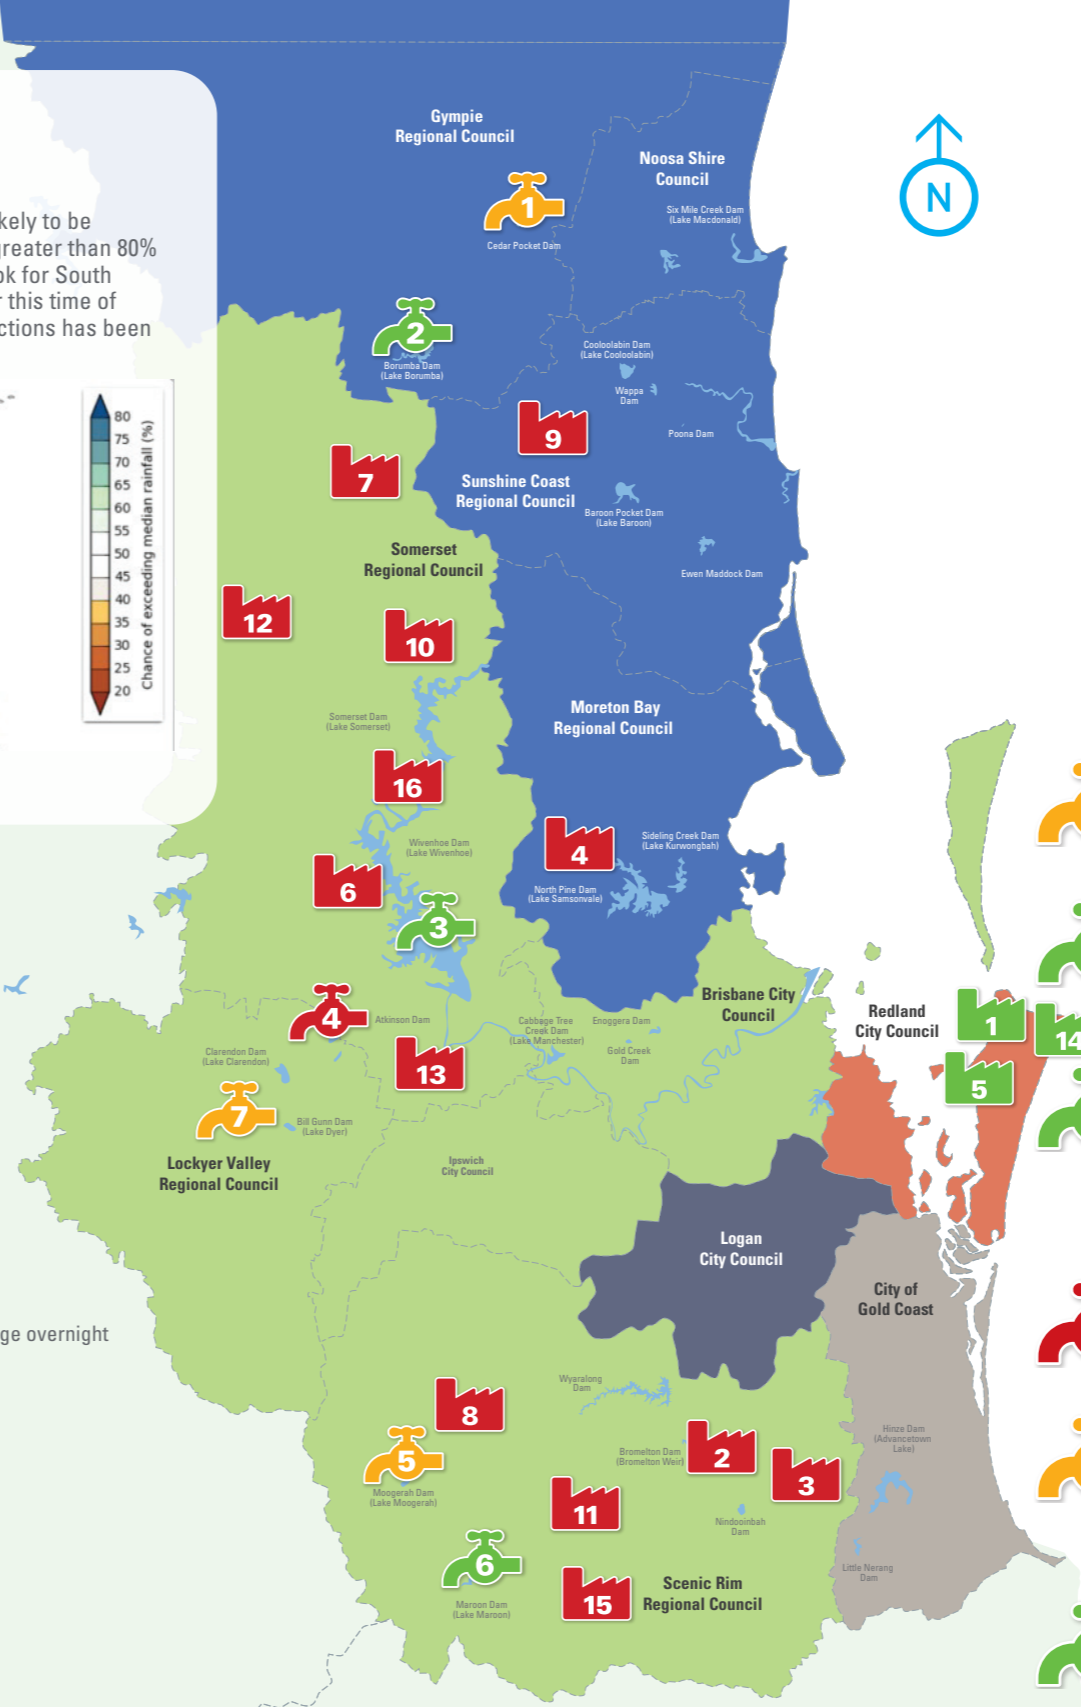 Gympie
Regional Council
Noosa Shire
Council
Six Mile Creek Dam
(Lake Macdonald)
N
1
Cedar Pocket Dam
kely to be
greater than 80%
ok for South
r this time of
ctions has been
2
Borumba Dam
(Lake Borumba)
Cooloolabin Dam
(Lake Cooloolabin)
Wappa
Dam
Poona Dam
9
80
75
70
65
60
55
50
45
40
35
30
25
20
Chance of exceeding median rainfall (%)
7
Sunshine Coast
Regional Council
Baroon Pocket Dam
(Lake Baroon)
Somerset
Regional Council
Ewen Maddock Dam
12
10
Moreton Bay
Regional Council
Somerset Dam
(Lake Somerset)
16
Wivenhoe Dam
(Lake Wivenhoe)
4
Sideling Creek Dam
(Lake Kurwongbah)
6
North Pine Dam
(Lake Samsonvale)
3
Brisbane City
Council
Redland
City Council
1
14
5
4
Atkinson Dam
Cabbage Tree
Creek Dam
(Lake Manchester)
Enoggera Dam
Gold Creek
Dam
Clarendon Dam
(Lake Clarendon)
13
7
Bill Gunn Dam
(Lake Dyer)
Lockyer Valley
Regional Council
Ipswich
City Council
Logan
City Council
City of
Gold Coast
ge overnight
Wyaralong
Dam
8
5
Moogerah Dam
(Lake Moogerah)
Bromelton Dam
(Bromelton Weir)
2
3
Hinze Dam
(Advancetown
Lake)
11
Nindooinbah
Dam
6
Maroon Dam
(Lake Maroon)
15
Scenic Rim
Regional Council
Little Nerang
Dam